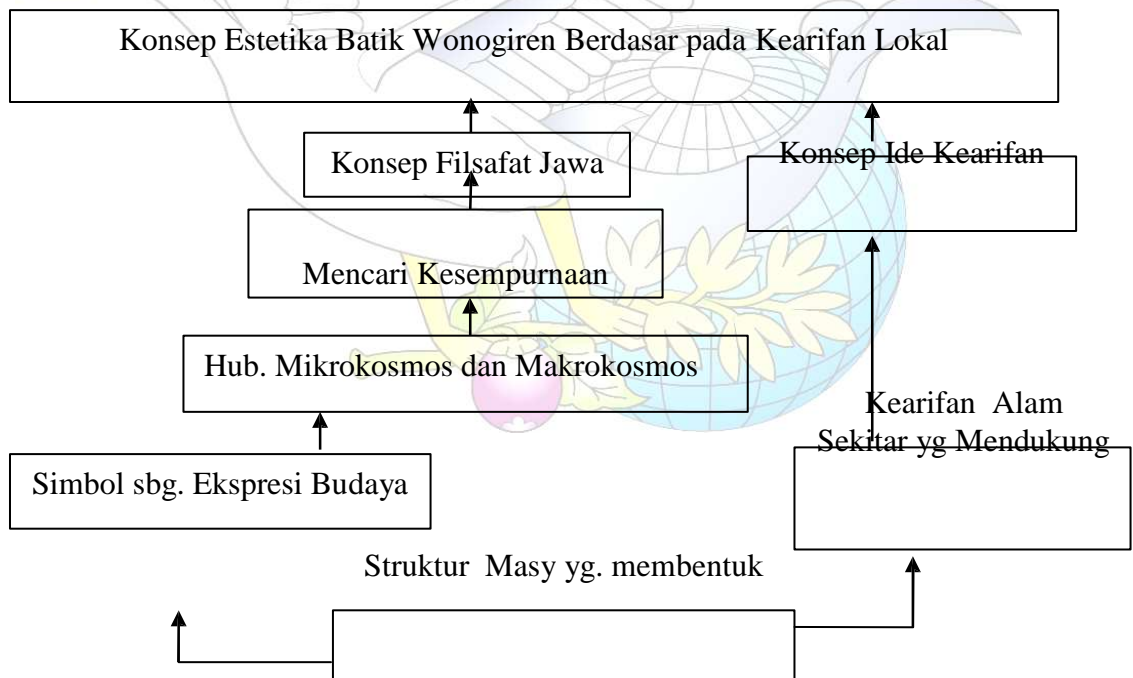 Konsep Estetika Batik Wonogiren Berdasar pada Kearifan Lokal
Konsep Filsafat Jawa
Konsep Ide Kearifan
Mencari Kesempurnaan
Hub. Mikrokosmos dan Makrokosmos
Kearifan Alam
Sekitar yg Mendukung
Simbol sbg. Ekspresi Budaya
Struktur Masy yg. membentuk